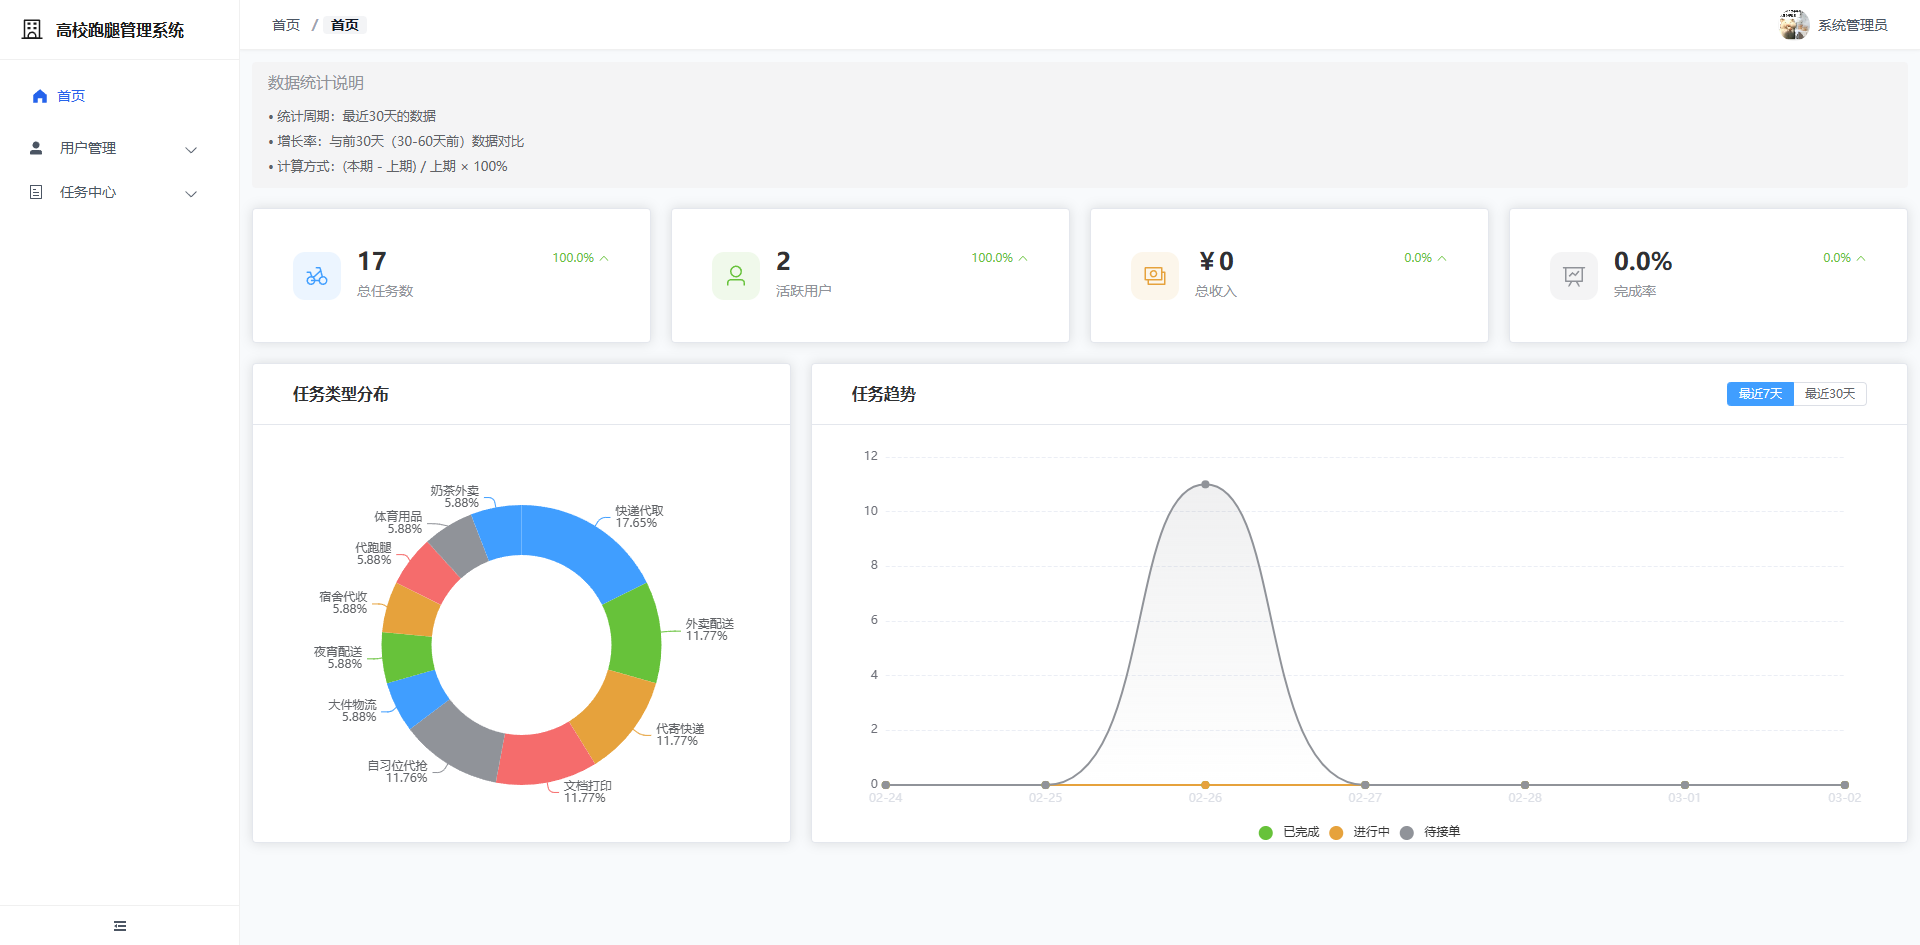 高校跑腿管理系统
首页 / 首页
系统管理员
首页
用户管理
任务中心
数据统计说明
• 统计周期：最近30天的数据
• 增长率：与前30天（30-60天前）数据对比
• 计算方式：(本期 - 上期) / 上期 × 100%
17
总任务数
100.0%
2
活跃用户
100.0%
¥0
总收入
0.0%
0.0%
完成率
0.0%
任务类型分布
奶茶外卖
5.88%
体育用品
5.88%
代跑腿
5.88%
宿舍代收
5.88%
夜宵配送
5.88%
大件物流
5.88%
自习位代抢
11.76%
文档打印
11.77%
代寄快递
11.77%
外卖配送
11.77%
快递代取
17.65%
任务趋势
最近7天
最近30天
12
10
8
6
4
2
0
02-24
02-25
02-26
02-27
02-28
03-01
03-02
已完成
进行中
待接单